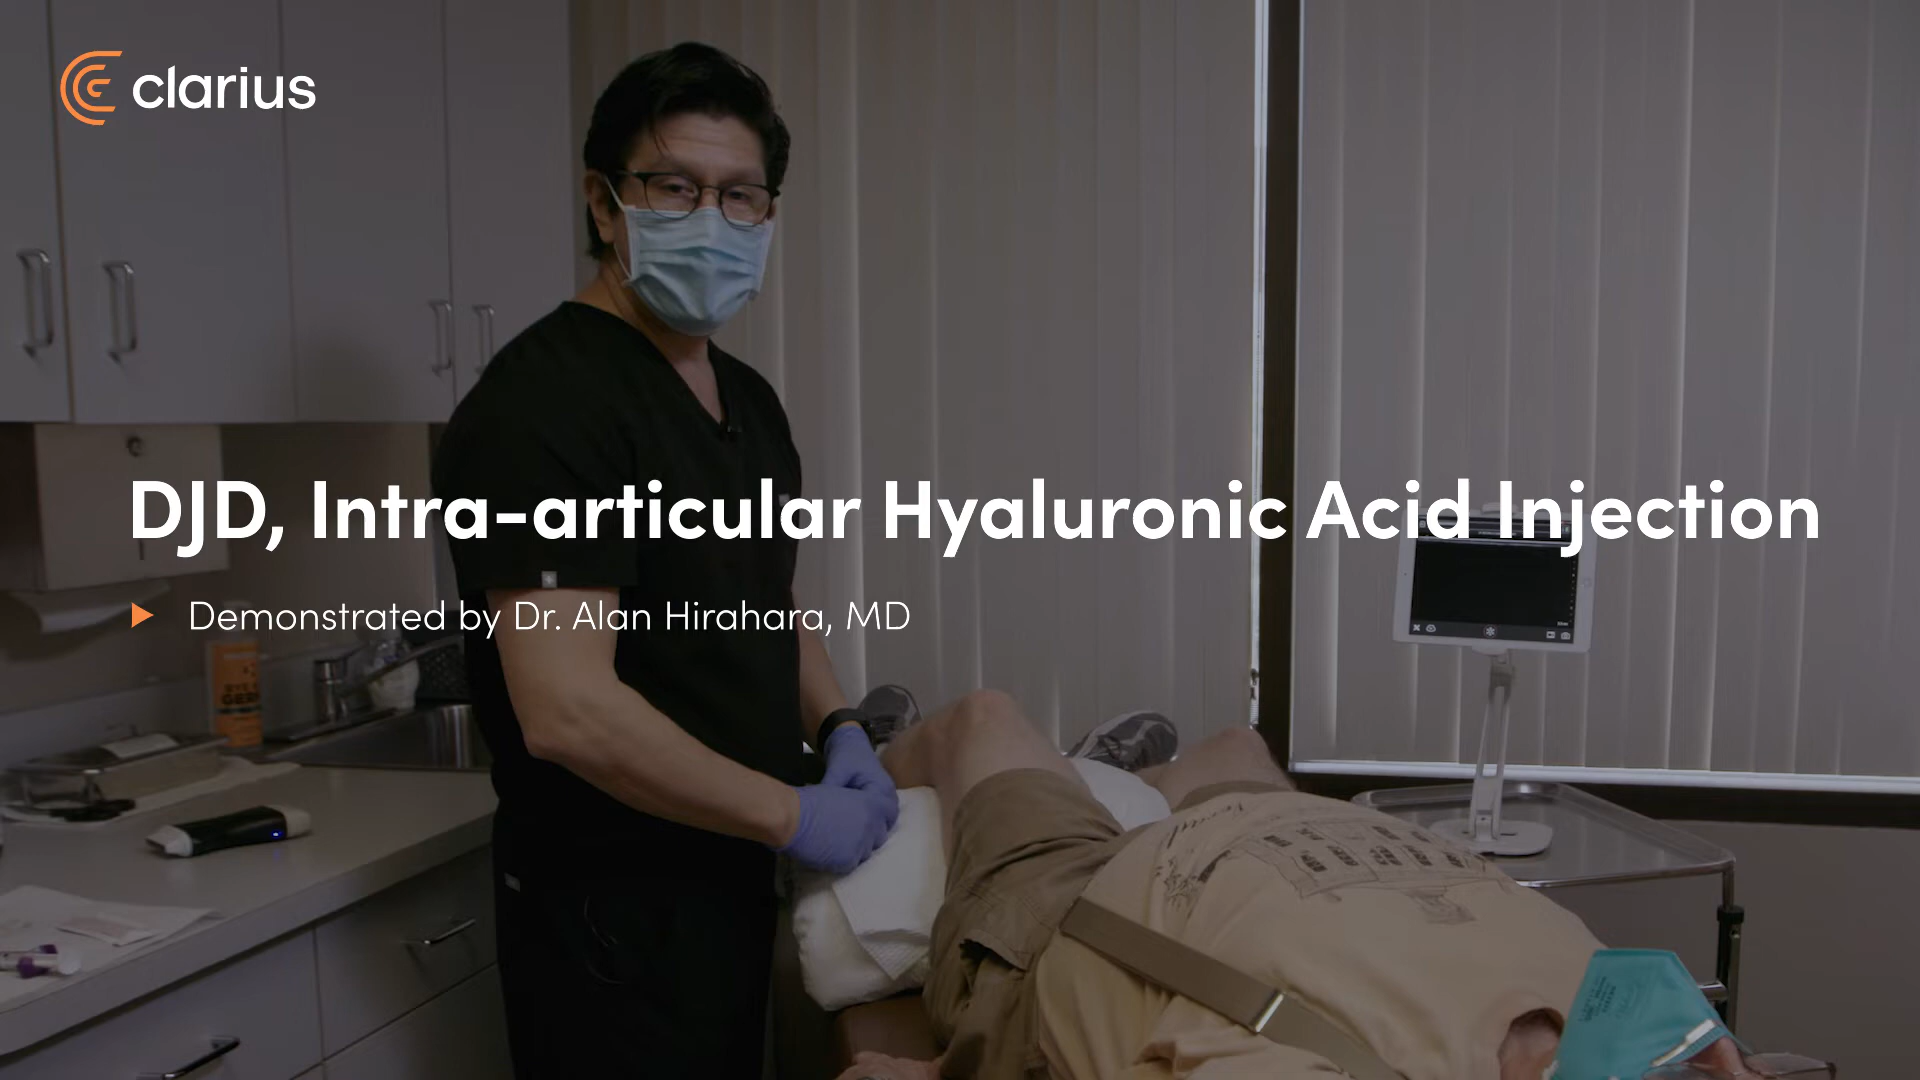 clarius
DJD, Intra-articular Hyaluronic Acid Injection
Demonstrated by Dr. Alan Hirahara, MD